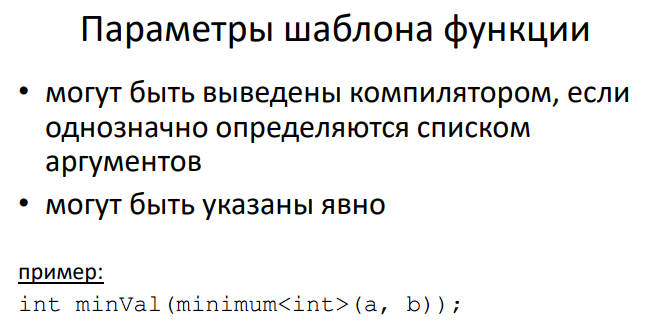 Параметры шаблона функции
• могут быть выведены компилятором, если
однозначно определяются списком
аргументов
• могут быть указаны явно
пример:
int minVal(minimum<int>(a, b));